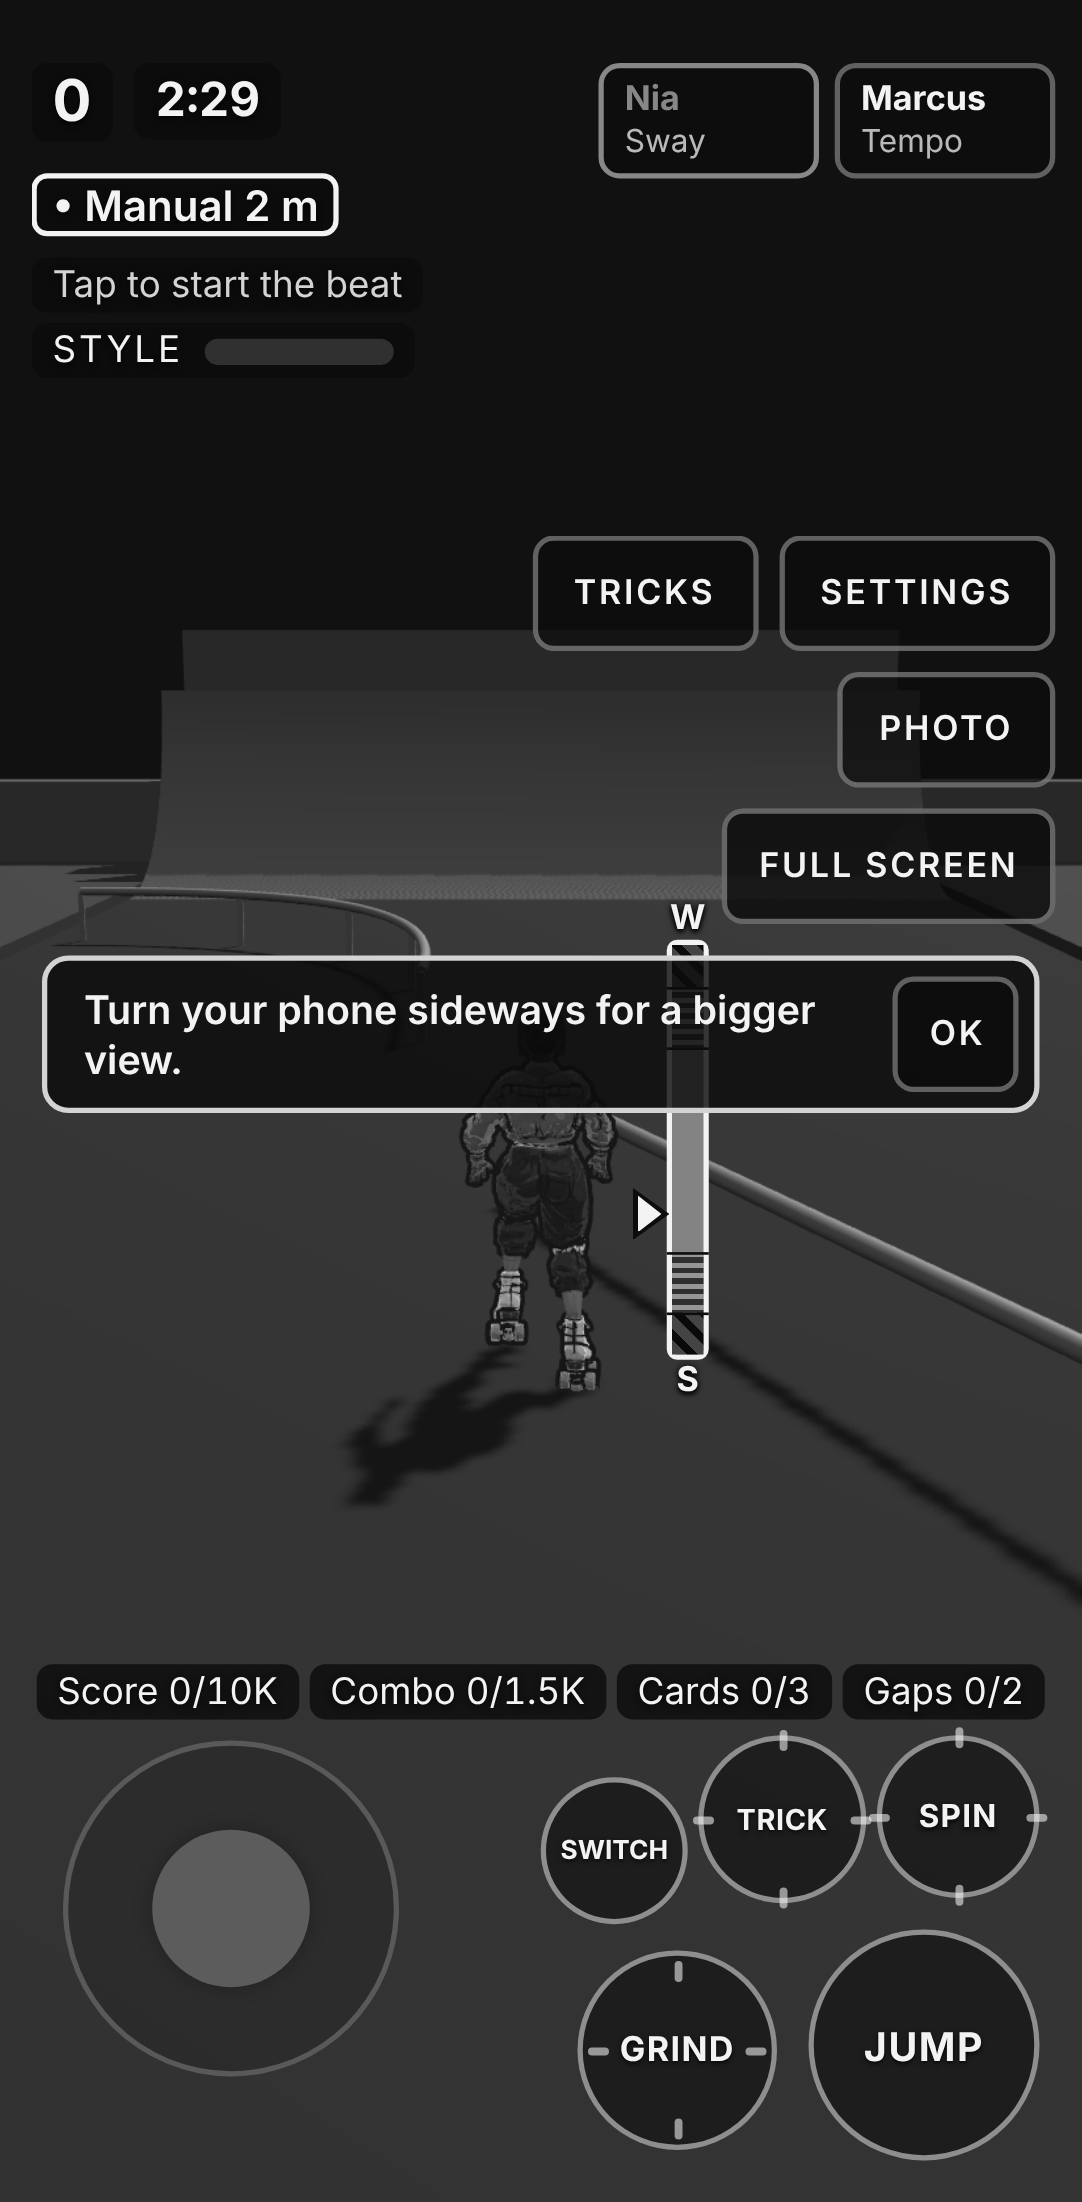 0
2:29
Nia
Sway
Marcus
Tempo
• Manual 2 m
Tap to start the beat
STYLE
TRICKS
SETTINGS
PHOTO
FULL SCREEN
W
Turn your phone sideways for a bigger
view.
OK
S
Score 0/10K
Combo 0/1.5K
Cards 0/3
Gaps 0/2
SWITCH
TRICK
SPIN
GRIND
JUMP